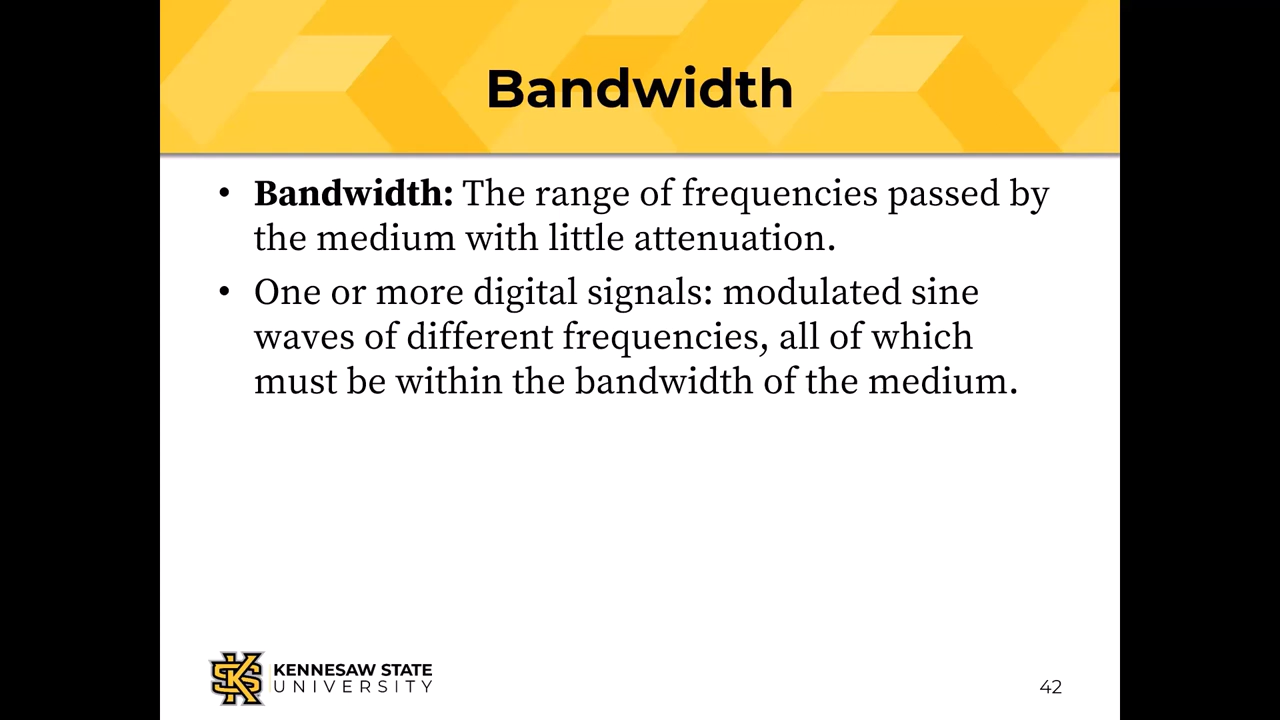 Bandwidth
• Bandwidth: The range of frequencies passed by
the medium with little attenuation.
• One or more digital signals: modulated sine
waves of different frequencies, all of which
must be within the bandwidth of the medium.
KS
KENNESAW STATE
UNIVERSITY
42